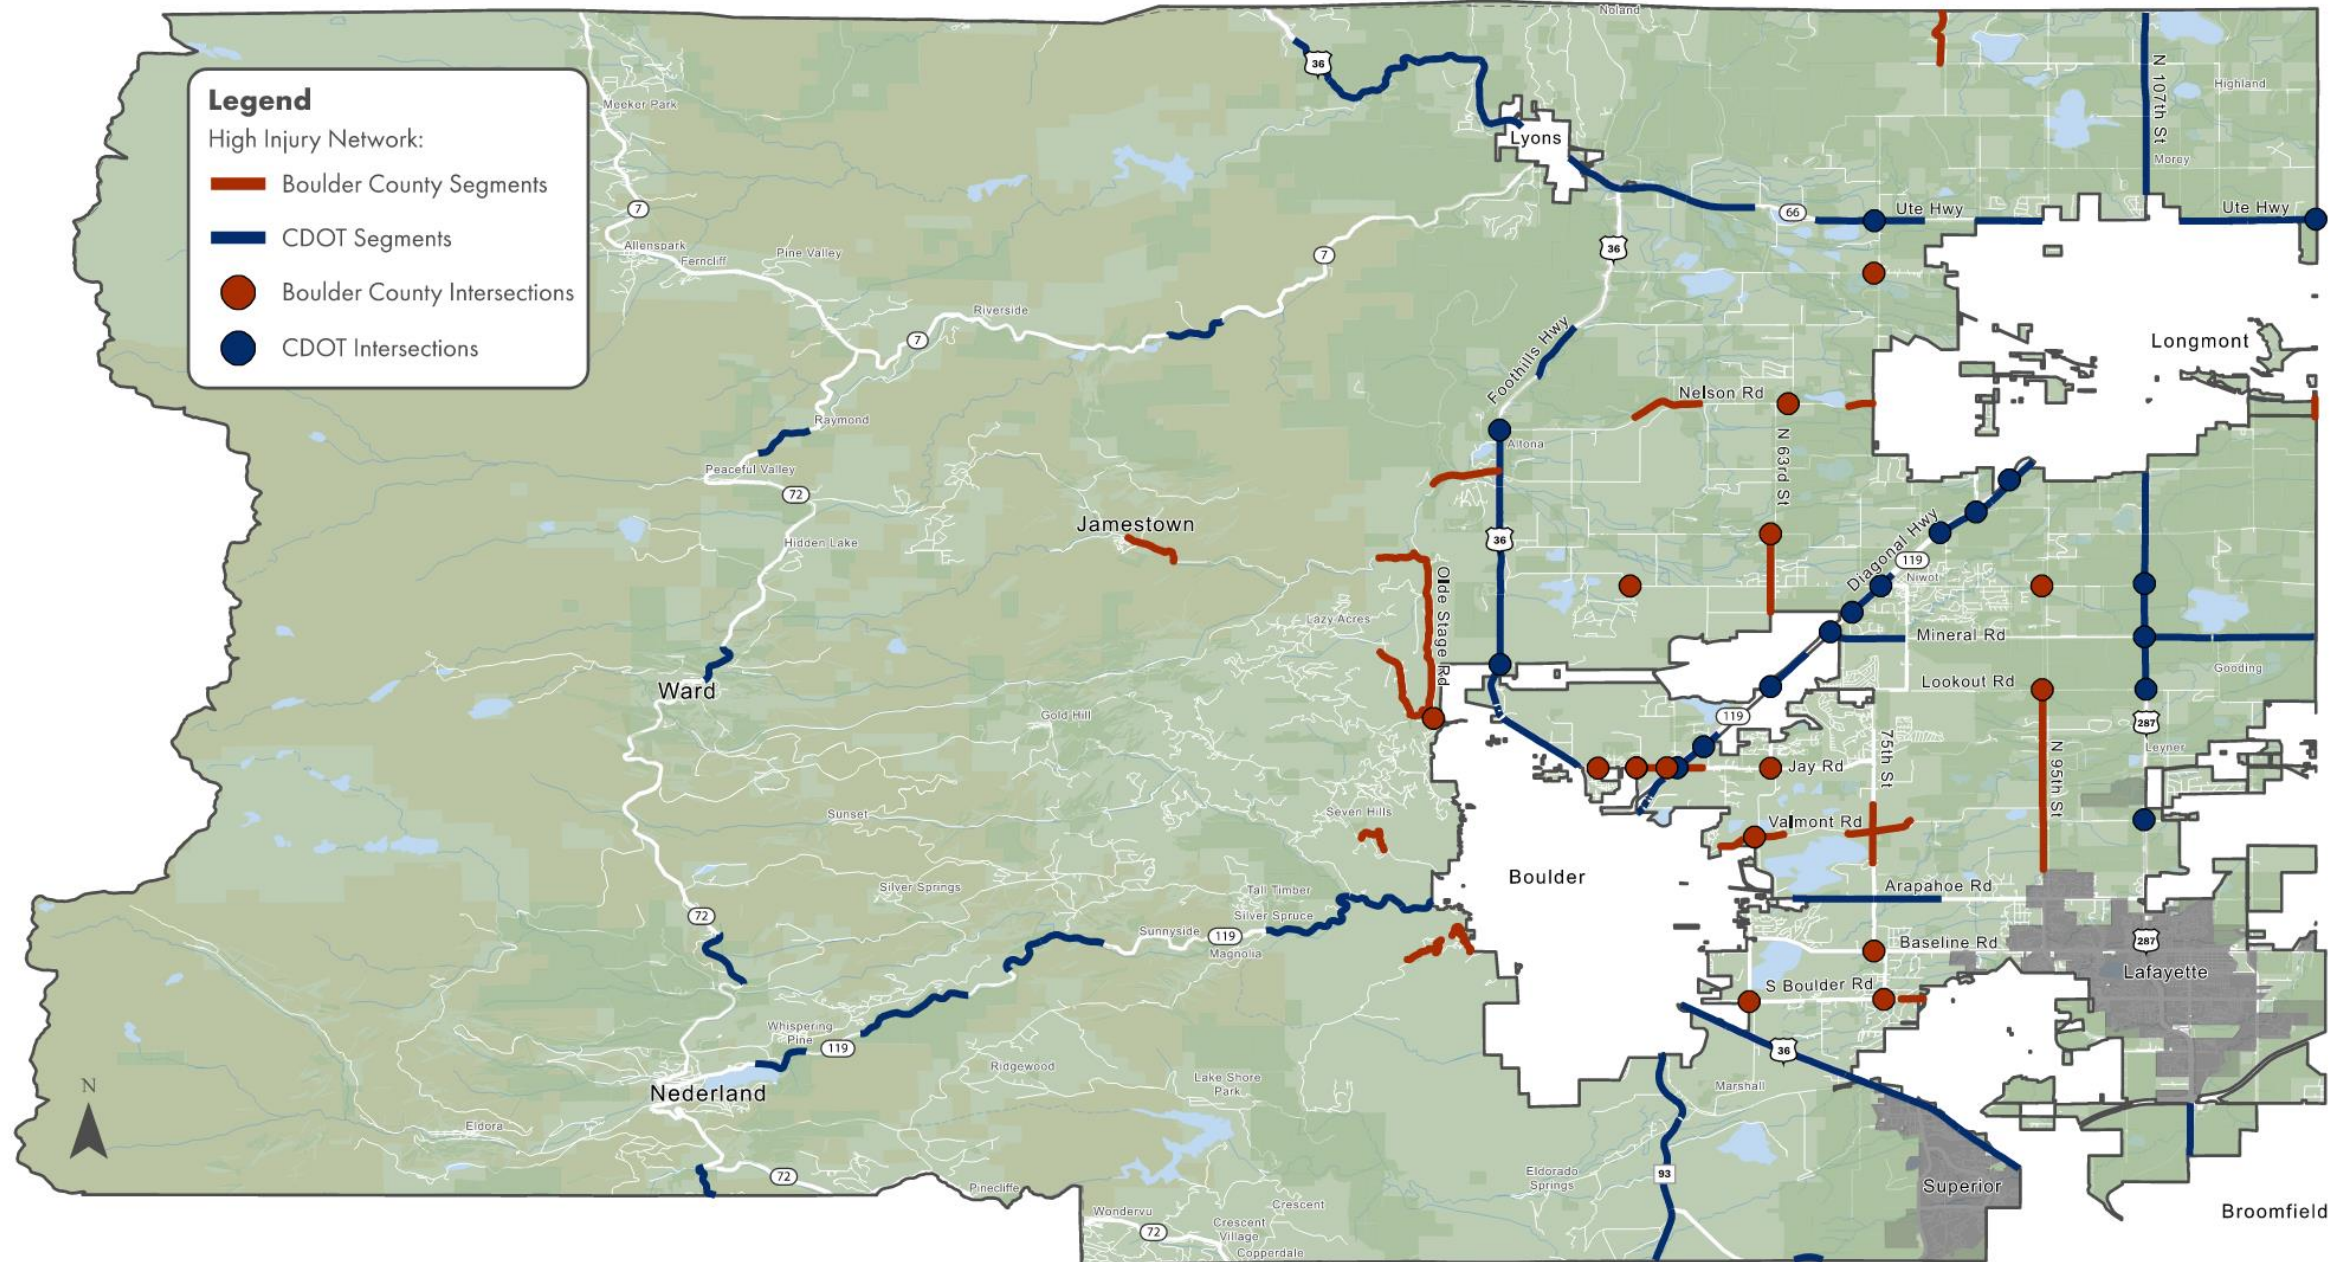 Legend
High Injury Network:
Boulder County Segments
CDOT Segments
Boulder County Intersections
CDOT Intersections
Noland
36
Meeker Park
N 107th St
Highland
Lyons
Morey
7
66
Ute Hwy
Ute Hwy
Allenspark
Ferncliff
Pine Valley
7
36
Riverside
7
Longmont
Foothills Hwy
Nelson Rd
Raymond
Altona
N 63rd St
Peaceful Valley
72
Jamestown
Hidden Lake
36
Diagonal Hwy
119
Niwot
Olde Stage Rd
Lazy Acres
Mineral Rd
Gooding
Ward
Lookout Rd
Gold Hill
119
287
75th St
Leyner
N 95th St
Jay Rd
Sunset
Seven Hills
Valmont Rd
Boulder
Silver Springs
Tall Timber
Arapahoe Rd
72
Silver Spruce
Sunnyside
119
Magnolia
Baseline Rd
287
Lafayette
S Boulder Rd
Whispering
Pine
119
36
Ridgewood
Lake Shore
Park
Marshall
Nederland
N
Eldora
72
Pinecliffe
Eldorado
Springs
93
Superior
Wondervu
72
Crescent
Crescent
Village
Copperdale
Broomfield